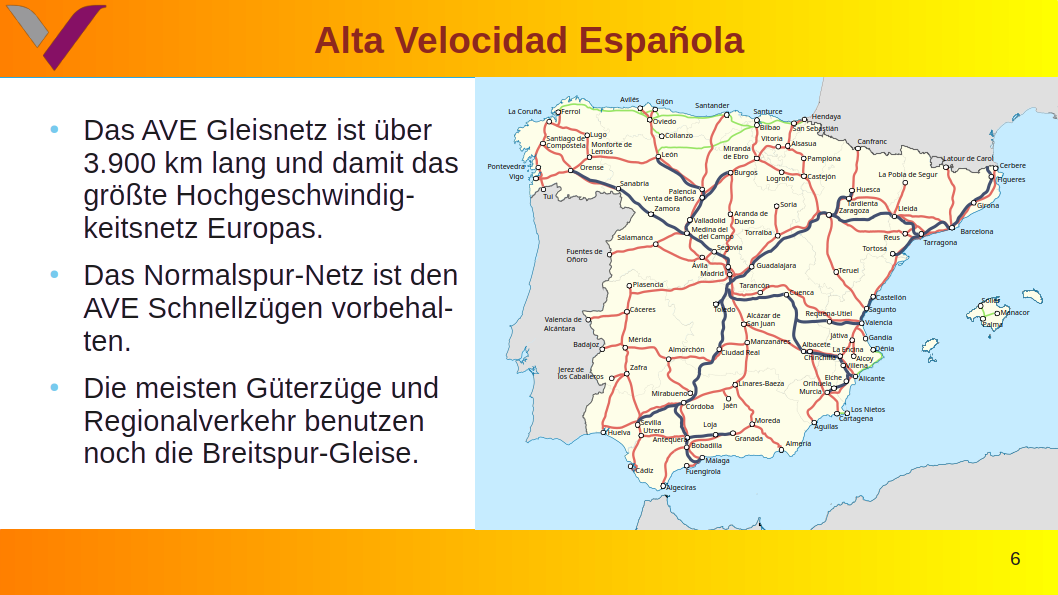 Alta Velocidad Española
Das AVE Gleisnetz ist über
3.900 km lang und damit das
größte Hochgeschwindig-
keitsnetz Europas.
Das Normalspur-Netz ist den
AVE Schnellzügen vorbehal-
ten.
Die meisten Güterzüge und
Regionalverkehr benutzen
noch die Breitspur-Gleise.
La Coruña
Ferrol
Avilés
Gijón
Santander
Santurce
Hendaya
Oviedo
Bilbao
San Sebastián
Santiago de
Compostela
Lugo
Collanzo
Vitoria
Alsasua
Canfranc
Monforte de
Lemos
León
Miranda
de Ebro
Pamplona
Latour de Carol
Cerbere
Pontevedra
Vigo
Orense
Burgos
Logroño
Castejón
La Pobla de Segur
Figueres
Tui
Sanabria
Palencia
Venta de Baños
Huesca
Zamora
Soria
Tardienta
Zaragoza
Lleida
Girona
Valladolid
Aranda de
Duero
Medina del
del Campo
Torralba
Reus
Barcelona
Salamanca
Segovia
Tortosa
Tarragona
Fuentes de
Oñoro
Ávila
Madrid
Guadalajara
Teruel
Plasencia
Tarancón
Cuenca
Castellón
Sóller
Cáceres
Toledo
Alcázar de
San Juan
Requena-Utiel
Sagunto
Manacor
Palma
Valencia de
Alcántara
Valencia
Badajoz
Mérida
Almorchón
Ciudad Real
Manzanares
Albacete
Chinchilla
Játiva
Gandía
La Encina
Dénia
Alcoy
Villena
Jerez de
los Caballeros
Zafra
Linares-Baeza
Elche
Alicante
Orihuela
Murcia
Mirabueno
Córdoba
Jaén
Los Nietos
Cartagena
Huelva
Sevilla
Utrera
Loja
Moreda
Águilas
Antequera
Bobadilla
Granada
Almería
Cádiz
Málaga
Fuengirola
Algeciras
6